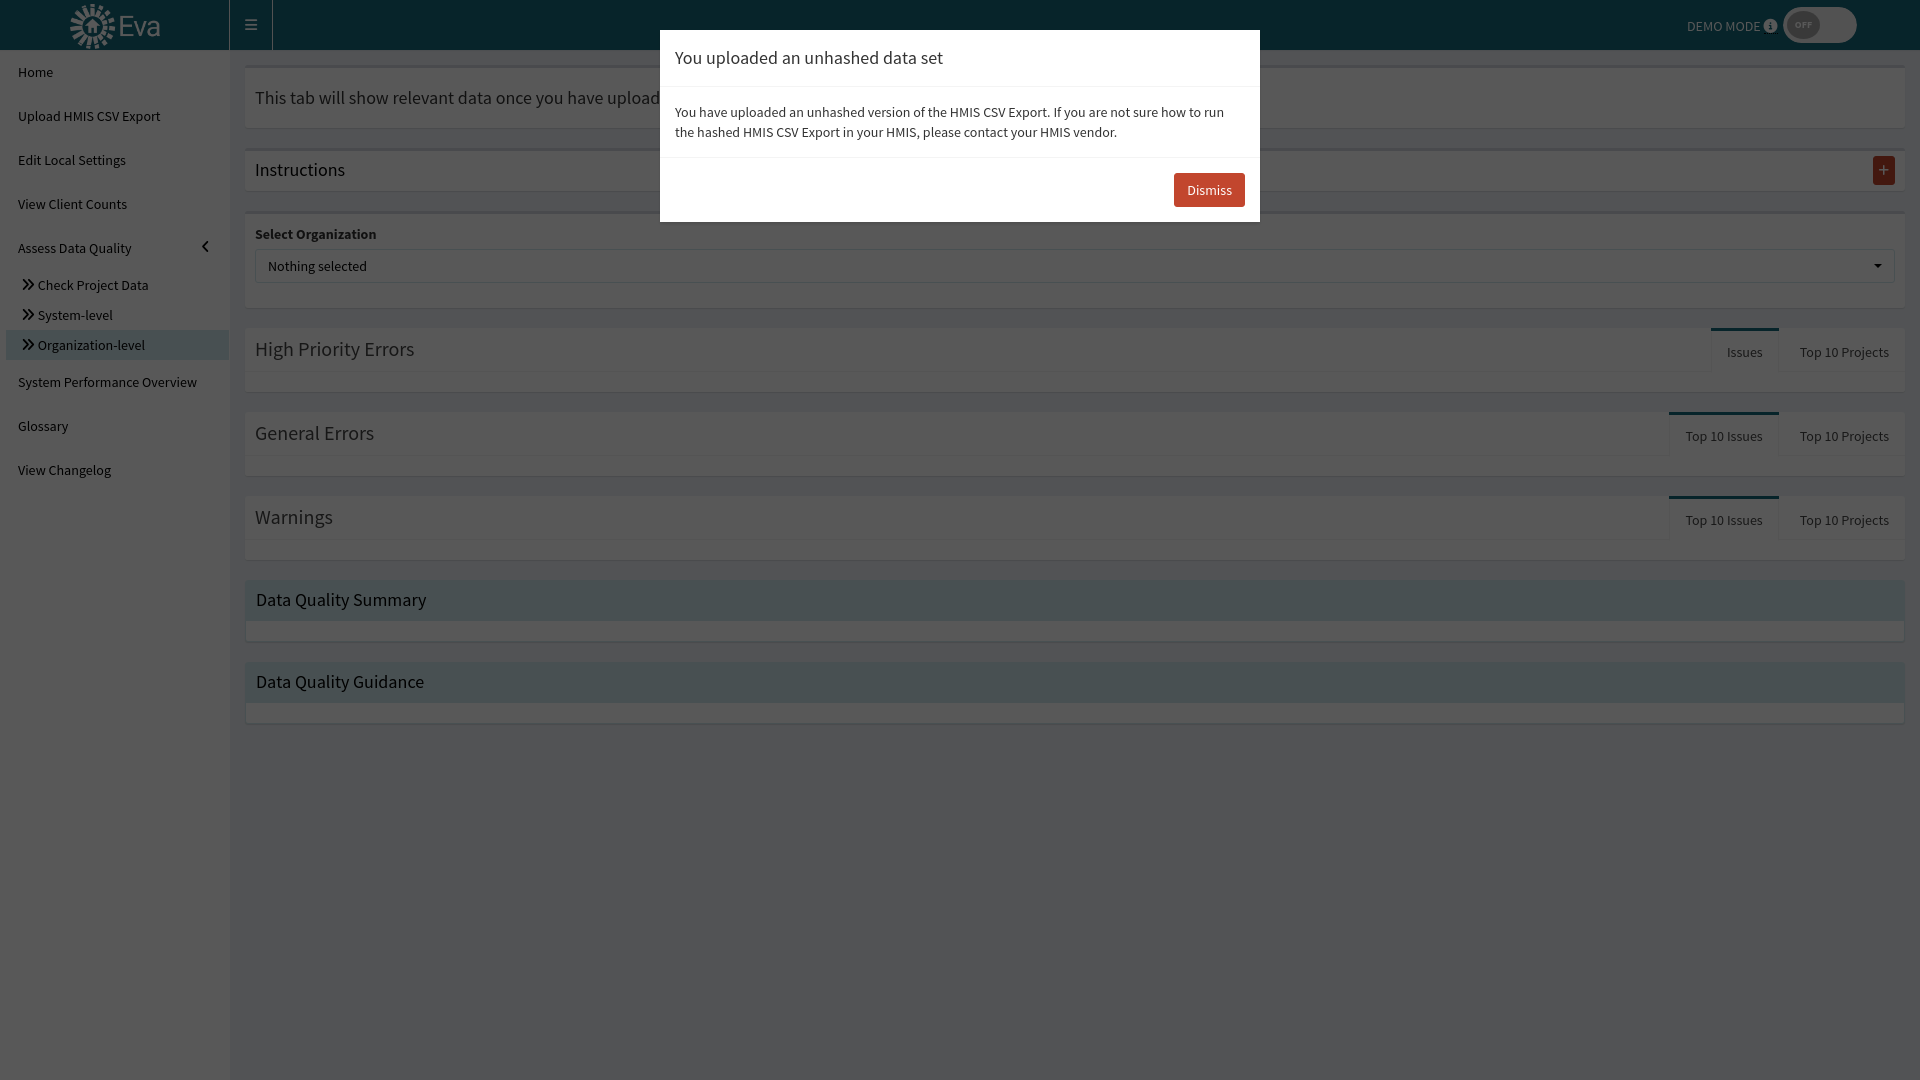 Eva
DEMO MODE
OFF
You uploaded an unhashed data set
You have uploaded an unhashed version of the HMIS CSV Export. If you are not sure how to run
the hashed HMIS CSV Export in your HMIS, please contact your HMIS vendor.
Dismiss
Home
Upload HMIS CSV Export
Edit Local Settings
View Client Counts
Assess Data Quality
Check Project Data
System-level
Organization-level
System Performance Overview
Glossary
View Changelog
This tab will show relevant data once you have upload
Instructions
+
Select Organization
Nothing selected
High Priority Errors
Issues
Top 10 Projects
General Errors
Top 10 Issues
Top 10 Projects
Warnings
Top 10 Issues
Top 10 Projects
Data Quality Summary
Data Quality Guidance